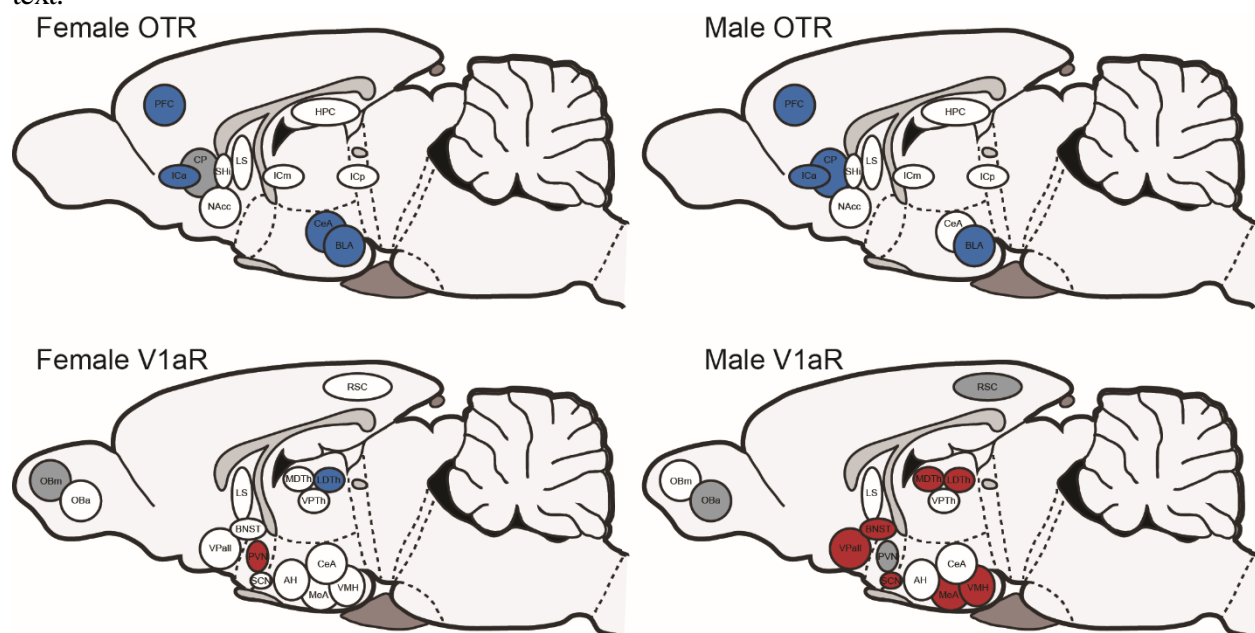 text.
Female OTR
Male OTR
PFC
HPC
CP
LS
SHi
ICa
ICm
ICp
NAcc
CeA
BLA
PFC
HPC
CP
LS
SHi
ICa
ICm
ICp
NAcc
CeA
BLA
Female V1aR
Male V1aR
RSC
OBm
OBa
MDTh
LDTh
LS
VPTh
BNST
VPall
PVN
CeA
SCN
AH
MeA
VMH
RSC
OBm
OBa
MDTh
LDTh
LS
VPTh
BNST
VPall
PVN
CeA
SCN
AH
MeA
VMH